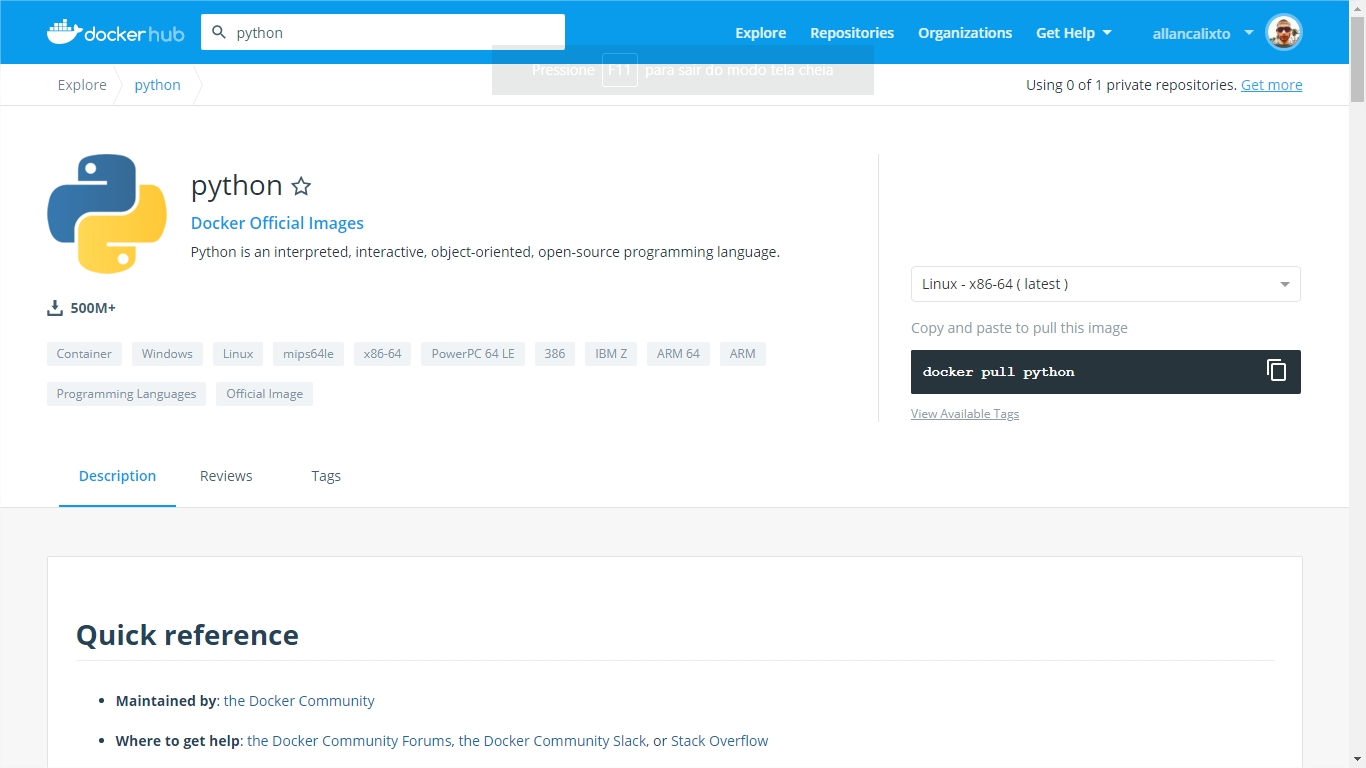 docker hub
python
Explore Repositories Organizations Get Help allancalixto
Pressione F11 para sair do modo tela cheia
Explore python
Using 0 of 1 private repositories. Get more
python
Docker Official Images
Python is an interpreted, interactive, object-oriented, open-source programming language.
500M+
Container Windows Linux mips64le x86-64 PowerPC 64 LE 386 IBM Z ARM 64 ARM
Programming Languages Official Image
Linux - x86-64 ( latest )
Copy and paste to pull this image
docker pull python
View Available Tags
Description Reviews Tags
Quick reference
• Maintained by: the Docker Community
• Where to get help: the Docker Community Forums, the Docker Community Slack, or Stack Overflow